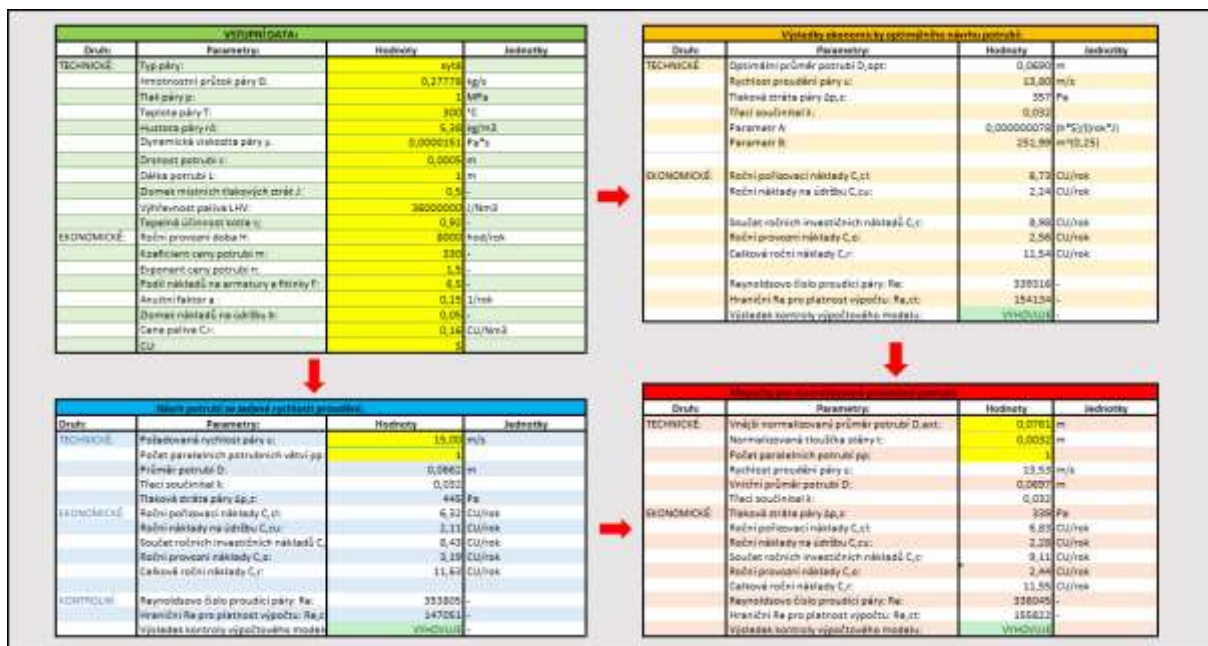 VSTUPNÍ DATA:
Druh: Parametry: Hodnoty Jednotky
TECHNICKÉ: Typ páry: sytá
Hmotnostní průtok páry D: 0,27778 kg/s
Tlak páry p: 1 MPa
Teplota páry T: 300 °C
Hustota páry ró: 5,38 kg/m3
Dynamická viskozita páry µ: 0,0000151 Pa*s
Drsnost potrubí ε: 0,0005 m
Délka potrubí L: 1 m
Zlomek místních tlakových ztrát J: 0,5 -
Výhřevnost paliva LHV: 36000000 J/Nm3
Tepelná účinnost kotle η: 0,92 -
EKONOMICKÉ: Roční provozní doba H: 8000 hod/rok
Koeficient ceny potrubí m: 330 -
Exponent ceny potrubí n: 1,5 -
Podíl nákladů na armatury a fitinky F: 6,5 -
Anuitní faktor a: 0,15 1/rok
Zlomek nákladů na údržbu b: 0,05 -
Cena paliva C,f: 0,16 CU/Nm3
CU:
Výsledky ekonomicky optimálního návrhu potrubí:
Druh: Parametry: Hodnoty Jednotky
TECHNICKÉ: Optimální průměr potrubí D,opt: 0,0690 m
Rychlost proudění páry u: 13,80 m/s
Tlaková ztráta páry Δp,z: 357 Pa
Třecí součinitel λ: 0,032
Parametr A: 0,000000078
Parametr B: 251,99 m^(0,25)
EKONOMICKÉ: Roční pořizovací náklady C,ct: 6,73 CU/rok
Roční náklady na údržbu C,cu: 2,24 CU/rok
Součet ročních investičních nákladů C,c: 8,98 CU/rok
Roční provozní náklady C,o: 2,56 CU/rok
Celkové roční náklady C,r: 11,54 CU/rok
Reynoldsovo číslo proudící páry: Re: 339316 -
Hraniční Re pro platnost výpočtu: Re,ct: 154134 -
Výsledek kontroly výpočtového modelu: VYHOVUJE
Návrh potrubí ze zadané rychlosti proudění:
Druh: Parametry: Hodnoty Jednotky
TECHNICKÉ: Požadovaná rychlost páry u: 15,00 m/s
Počet paralelních potrubních větví pp: 1
Průměr potrubí D: 0,0662 m
Třecí součinitel λ: 0,032
Tlaková ztráta páry Δp,z: 445 Pa
EKONOMICKÉ: Roční pořizovací náklady C,ct: 6,32 CU/rok
Roční náklady na údržbu C,cu: 2,11 CU/rok
Součet ročních investičních nákladů C, 8,43 CU/rok
Roční provozní náklady C,o: 3,19 CU/rok
Celkové roční náklady C,r: 11,63 CU/rok
KONTROLNÍ: Reynoldsovo číslo proudící páry: Re: 353805 -
Hraniční Re pro platnost výpočtu: Re,c 147051 -
Výsledek kontroly výpočtového model VYHOVUJE -
Druh: Parametry: Hodnoty Jednotky
TECHNICKÉ: Vnější normalizovaný průměr potrubí D,ext: 0,0761 m
Normalizovaná tloušťka stěny t: 0,0032 m
Počet paralelních potrubí pp: 1
Rychlost proudění páry u: 13,53 m/s
Vnitřní průměr potrubí D: 0,0697 m
Třecí součinitel λ: 0,032
EKONOMICKÉ: Tlaková ztráta páry Δp,z: 339 Pa
Roční pořizovací náklady C,ct: 6,83 CU/rok
Roční náklady na údržbu C,cu: 2,28 CU/rok
Součet ročních investičních nákladů C,c: 9,11 CU/rok
Roční provozní náklady C,o: 2,44 CU/rok
Celkové roční náklady C,r: 11,55 CU/rok
Reynoldsovo číslo proudící páry: Re: 336045 -
Hraniční Re pro platnost výpočtu: Re,ct: 155822 -
Výsledek kontroly výpočtového modelu: VYHOVUJE